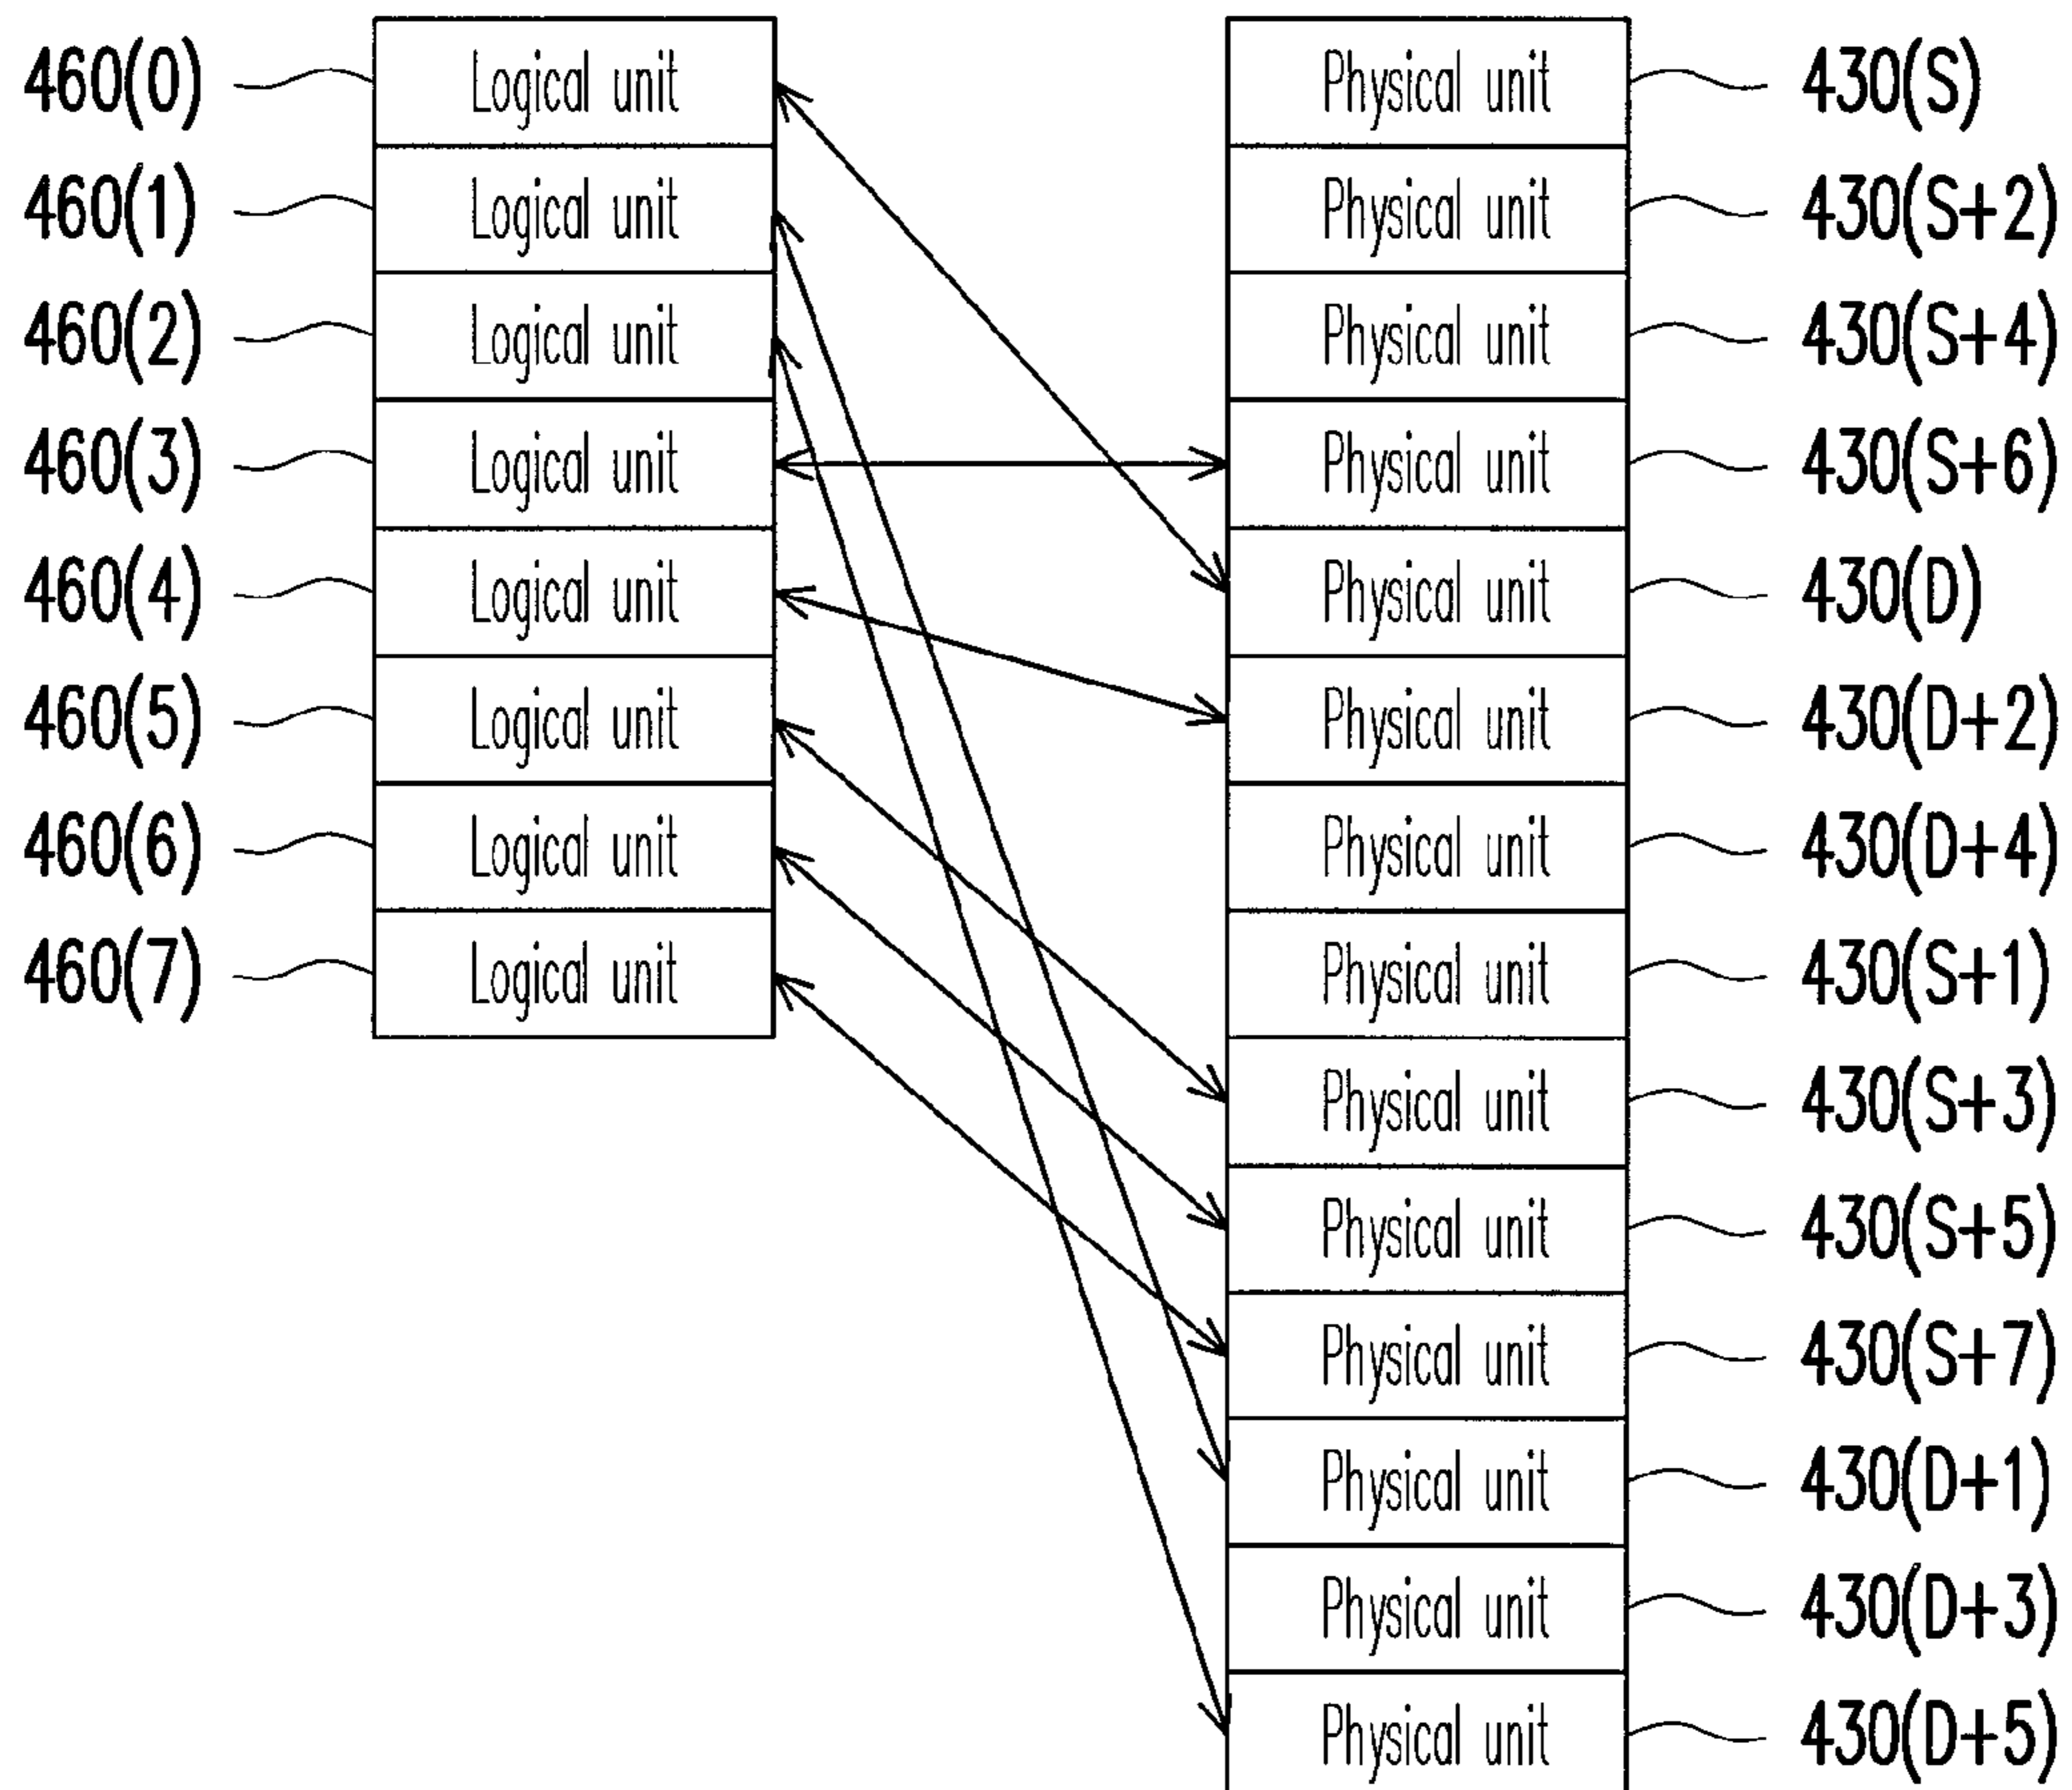 460(0) Logical unit Physical unit 430(S)
460(1) Logical unit Physical unit 430(S+2)
460(2) Logical unit Physical unit 430(S+4)
460(3) Logical unit Physical unit 430(S+6)
460(4) Logical unit Physical unit 430(D)
460(5) Logical unit Physical unit 430(D+2)
460(6) Logical unit Physical unit 430(D+4)
460(7) Logical unit Physical unit 430(S+1)
Physical unit 430(S+3)
Physical unit 430(S+5)
Physical unit 430(S+7)
Physical unit 430(D+1)
Physical unit 430(D+3)
Physical unit 430(D+5)